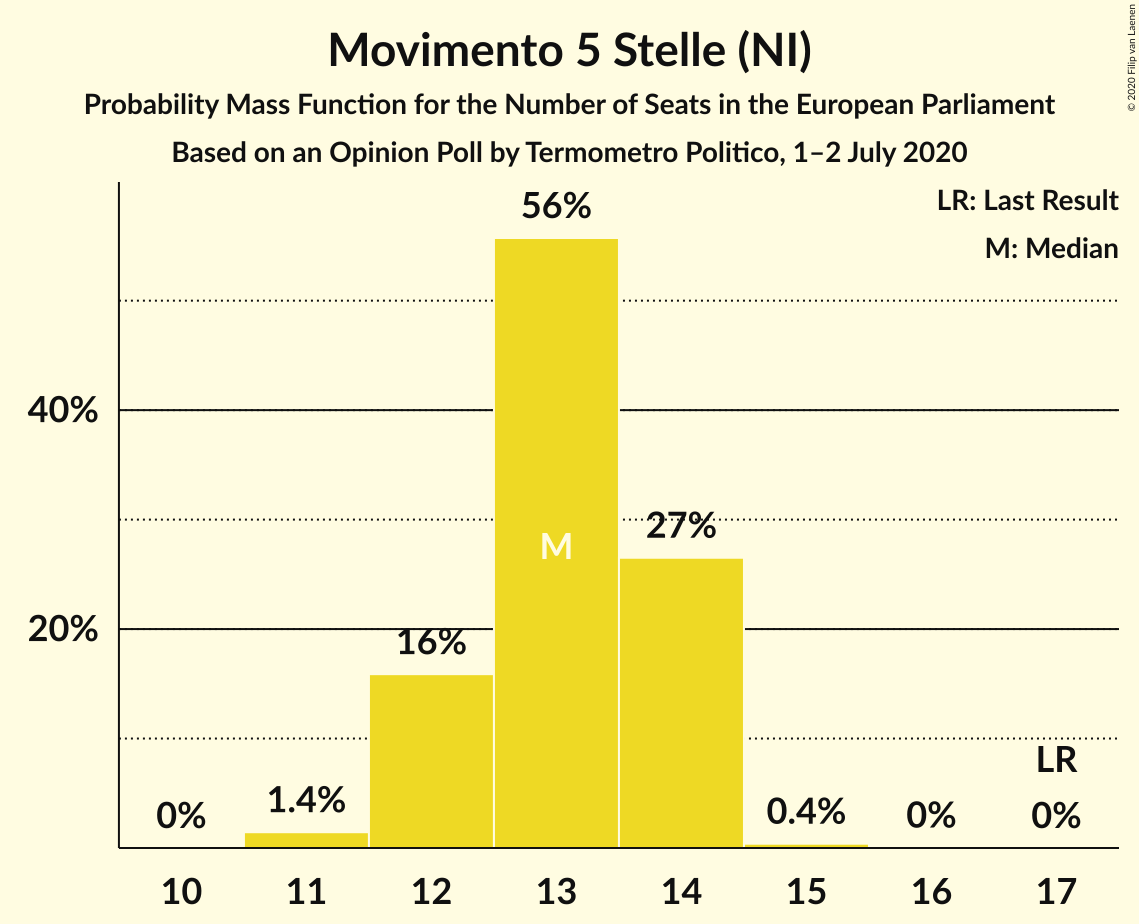 Movimento 5 Stelle (NI)
Probability Mass Function for the Number of Seats in the European Parliament
Based on an Opinion Poll by Termometro Politico, 1–2 July 2020
© 2020 Filip van Laenen
LR: Last Result
M: Median
56%
40%
27%
M
20%
16%
LR
0%
1.4%
0.4%
0%
0%
10 11 12 13 14 15 16 17